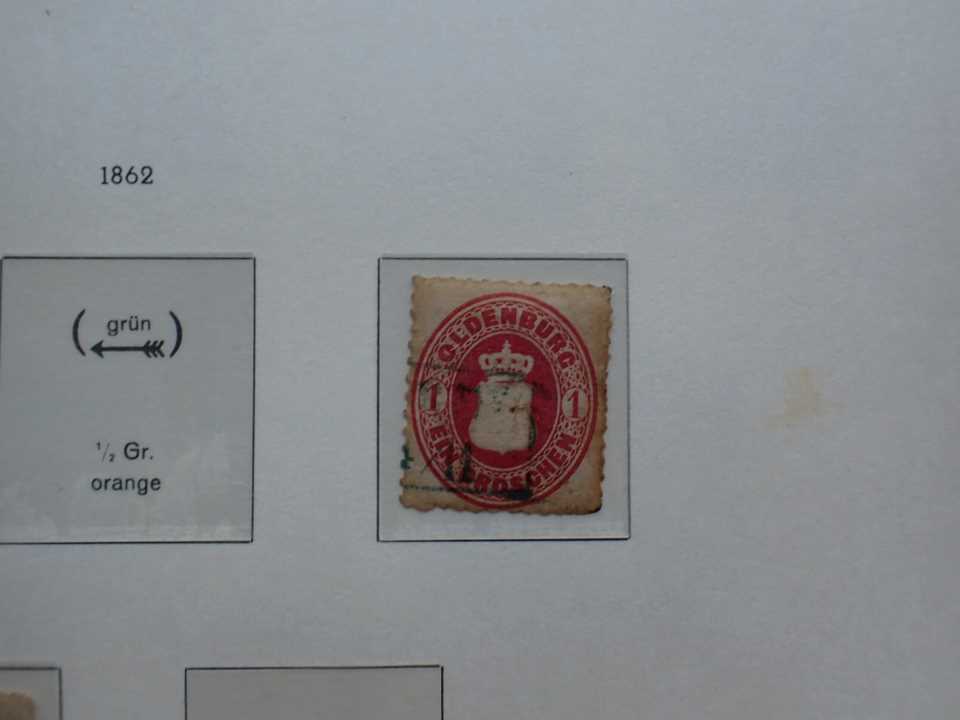 1862
( grün )
½ Gr.
orange
OLDENBURG
1 1
EIN GROSCHEN